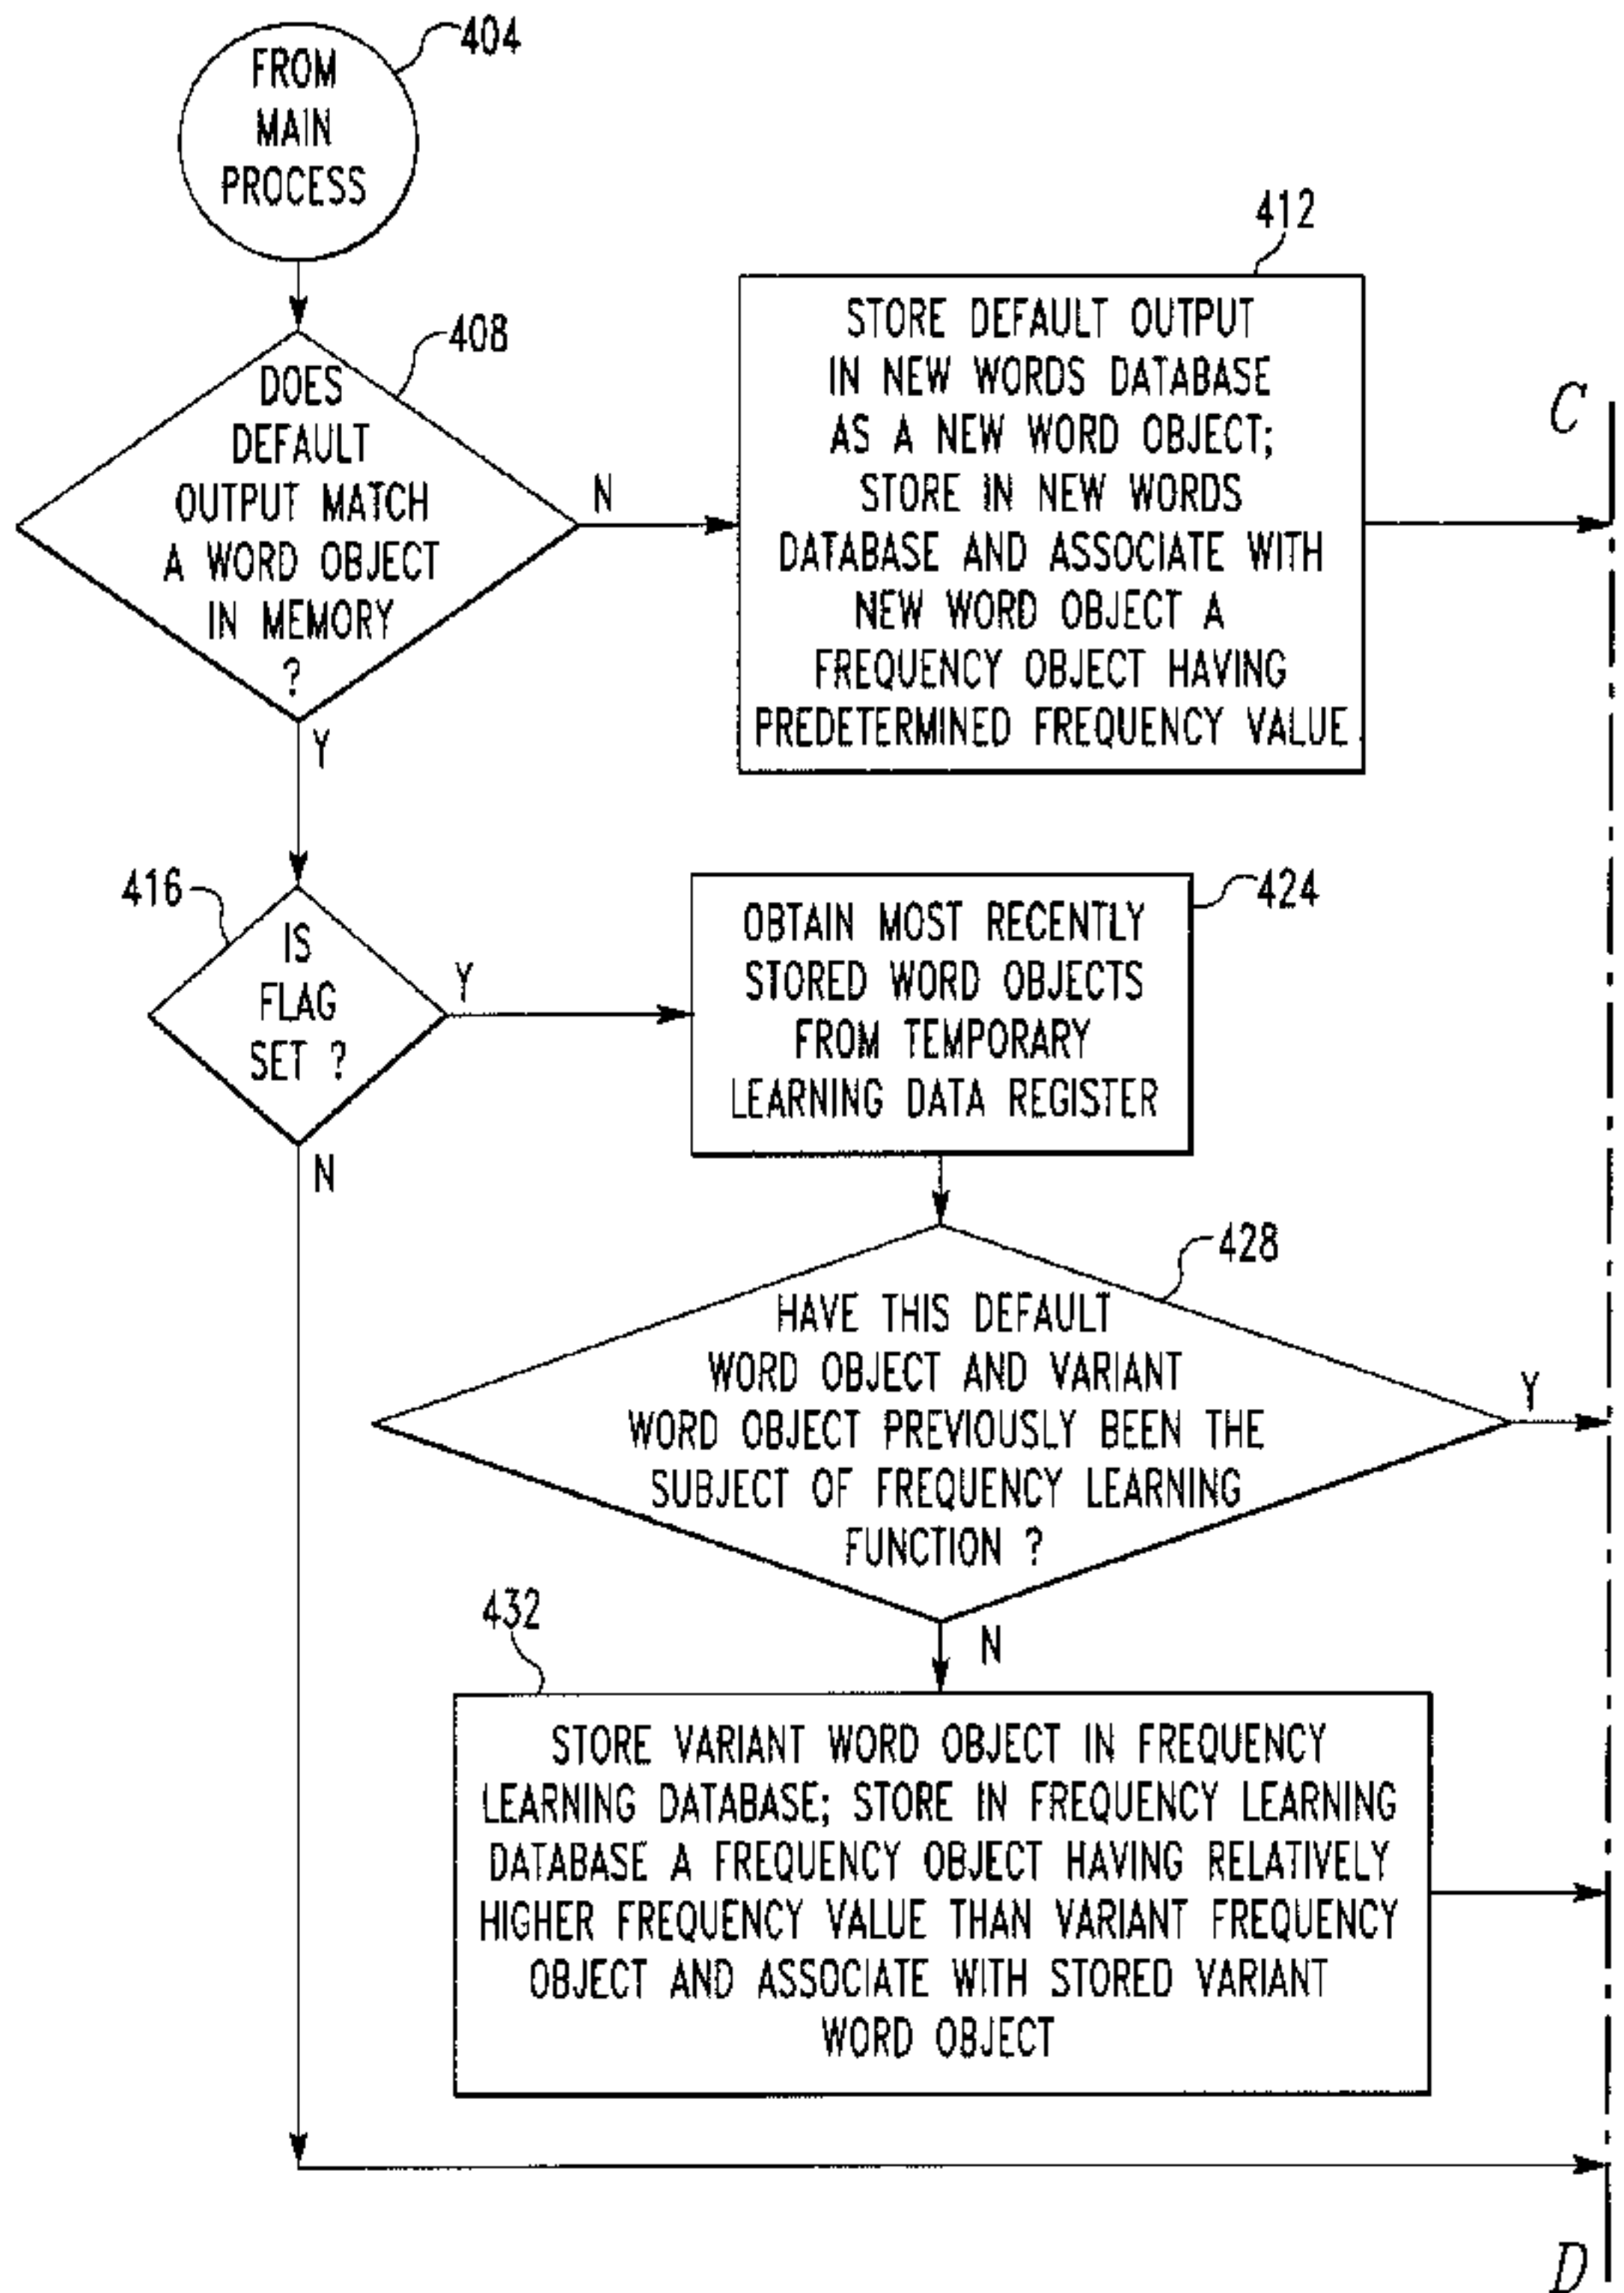 404
FROM
MAIN
PROCESS
408
DOES
DEFAULT
OUTPUT MATCH
A WORD OBJECT
IN MEMORY
?
N
Y
412
STORE DEFAULT OUTPUT
IN NEW WORDS DATABASE
AS A NEW WORD OBJECT;
STORE IN NEW WORDS
DATABASE AND ASSOCIATE WITH
NEW WORD OBJECT A
FREQUENCY OBJECT HAVING
PREDETERMINED FREQUENCY VALUE
C
416
IS
FLAG
SET ?
Y
N
424
OBTAIN MOST RECENTLY
STORED WORD OBJECTS
FROM TEMPORARY
LEARNING DATA REGISTER
428
HAVE THIS DEFAULT
WORD OBJECT AND VARIANT
WORD OBJECT PREVIOUSLY BEEN THE
SUBJECT OF FREQUENCY LEARNING
FUNCTION ?
Y
N
432
STORE VARIANT WORD OBJECT IN FREQUENCY
LEARNING DATABASE; STORE IN FREQUENCY LEARNING
DATABASE A FREQUENCY OBJECT HAVING RELATIVELY
HIGHER FREQUENCY VALUE THAN VARIANT FREQUENCY
OBJECT AND ASSOCIATE WITH STORED VARIANT
WORD OBJECT
D